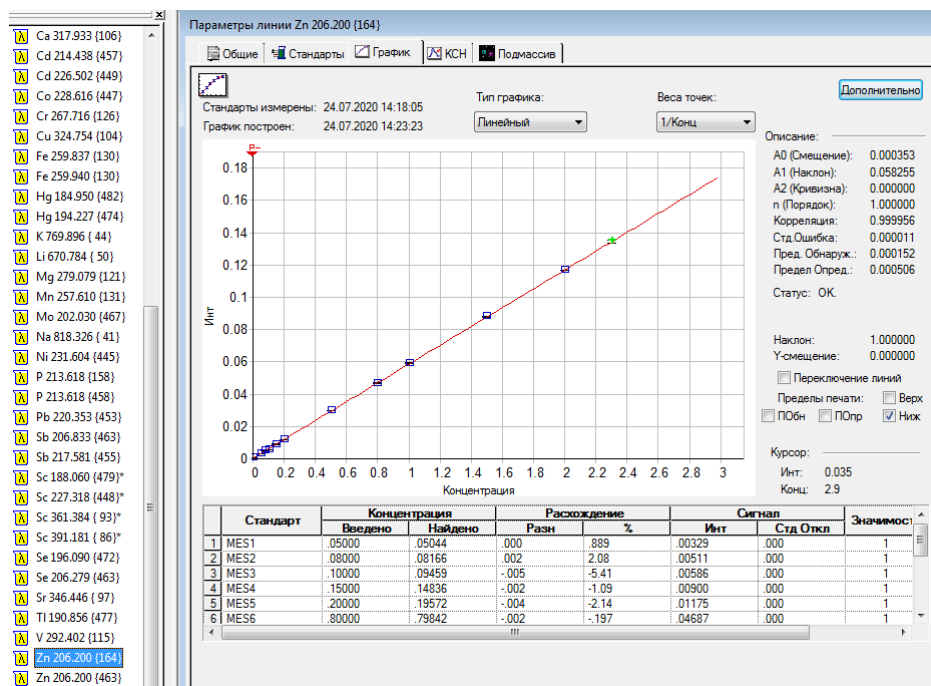 Ca 317.933 {106}
Cd 214.438 {457}
Cd 226.502 {449}
Co 228.616 {447}
Cr 267.716 {126}
Cu 324.754 {104}
Fe 259.837 {130}
Fe 259.940 {130}
Hg 184.950 {482}
Hg 194.227 {474}
K 769.896 { 44}
Li 670.784 { 50}
Mg 279.079 {121}
Mn 257.610 {131}
Mo 202.030 {467}
Na 818.326 { 41}
Ni 231.604 {445}
P 213.618 {158}
P 213.618 {458}
Pb 220.353 {453}
Sb 206.833 {463}
Sb 217.581 {455}
Sc 188.060 {479}*
Sc 227.318 {448}*
Sc 361.384 { 93}*
Sc 391.181 { 86}*
Se 196.090 {472}
Se 206.279 {463}
Sr 346.446 { 97}
Tl 190.856 {477}
V 292.402 {115}
Zn 206.200 {164}
Zn 206.200 {463}
Параметры линии Zn 206.200 {164}
Общие Стандарты График КСН Подмассив
Стандарты измерены: 24.07.2020 14:18:05
График построен: 24.07.2020 14:23:23
Тип графика:
Линейный
Веса точек:
1/Конц
Дополнительно
Описание:
A0 (Смещение): 0.000353
A1 (Наклон): 0.058255
A2 (Кривизна): 0.000000
n (Порядок): 1.000000
Корреляция: 0.999956
Стд.Ошибка: 0.000011
Пред. Обнаруж.: 0.000152
Предел Опред.: 0.000506
Статус: OK.
Наклон: 1.000000
Y-смещение: 0.000000
Переключение линий
Пределы печати: Верх
ПОбн ПОпр Ниж
Курсор:
Инт: 0.035
Конц: 2.9
0.18
0.16
0.14
0.12
0.1
0.08
0.06
0.04
0.02
0
Инт
0 0.2 0.4 0.6 0.8 1 1.2 1.4 1.6 1.8 2 2.2 2.4 2.6 2.8 3
Концентрация
Стандарт Концентрация Расхождение Сигнал Значимост
Введено Найдено Разн % Инт Стд Откл
1 MES1 .05000 .05044 .000 .889 .00329 .000 1
2 MES2 .08000 .08166 .002 2.08 .00511 .000 1
3 MES3 .10000 .09459 -.005 -5.41 .00586 .000 1
4 MES4 .15000 .14836 -.002 -1.09 .00900 .000 1
5 MES5 .20000 .19572 -.004 -2.14 .01175 .000 1
6 MES6 .80000 .79842 -.002 -.197 .04687 .000 1